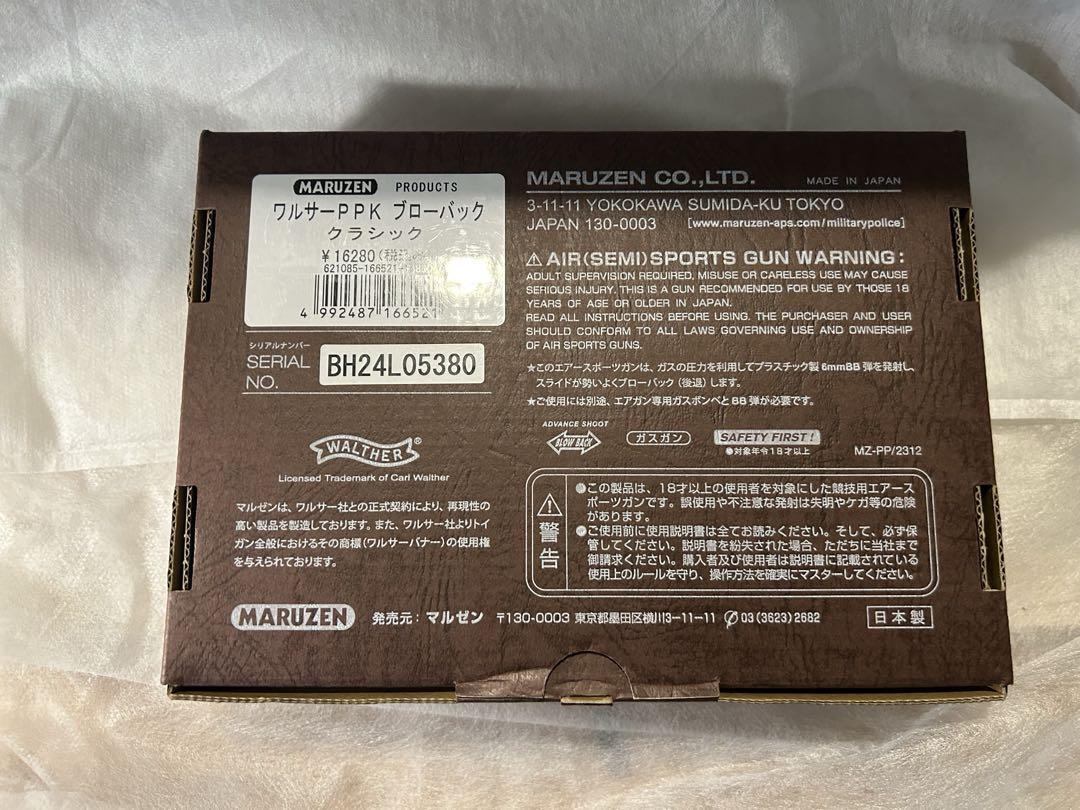 MARUZEN PRODUCTS
ワルサーPPK ブローバック
クラシック
¥16280(税
621085-166521-
4 992487 166521
シリアルナンバー
SERIAL NO. BH24L05380
WALTHER®
Licensed Trademark of Carl Walther
マルゼンは、ワルサー社との正式契約により、再現性の
高い製品を製造しております。また、ワルサー社よりトイ
ガン全般におけるその商標（ワルサーバナー）の使用権
を与えられております。
MARUZEN CO.,LTD. MADE IN JAPAN
3-11-11 YOKOKAWA SUMIDA-KU TOKYO
JAPAN 130-0003 [www.maruzen-aps.com/militarypolice]
⚠ AIR(SEMI)SPORTS GUN WARNING:
ADULT SUPERVISION REQUIRED. MISUSE OR CARELESS USE MAY CAUSE
SERIOUS INJURY. THIS IS A GUN RECOMMENDED FOR USE BY THOSE 18
YEARS OF AGE OR OLDER IN JAPAN.
READ ALL INSTRUCTIONS BEFORE USING. THE PURCHASER AND USER
SHOULD CONFORM TO ALL LAWS GOVERNING USE AND OWNERSHIP
OF AIR SPORTS GUNS.
★このエアースポーツガンは、ガスの圧力を利用してプラスチック製6mmBB弾を発射し、
スライドが勢いよくブローバック（後退）します。
★ご使用には別途、エアガン専用ガスボンベとBB弾が必要です。
ADVANCE SHOOT
BLOW BACK
ガスガン
SAFETY FIRST!
●対象年令18才以上
MZ-PP/2312
⚠警告
●この製品は、18才以上の使用者を対象にした競技用エアース
ポーツガンです。誤使用や不注意な発射は失明やケガ等の危険
があります。
●ご使用前に使用説明書は全てお読みください。そして、必ず保
管してください。説明書を紛失された場合、ただちに当社まで
御請求ください。購入者及び使用者は説明書に記載されている
使用上のルールを守り、操作方法を確実にマスターしてください。
MARUZEN 発売元：マルゼン 〒130-0003 東京都墨田区横川3-11-11 ✆03(3623)2682 日本製